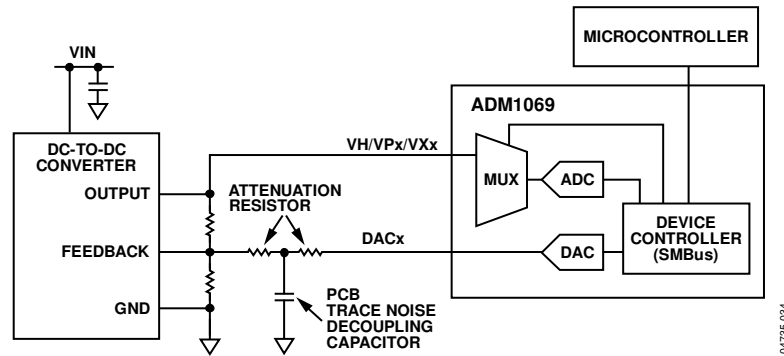 MICROCONTROLLER
VIN
ADM1069
DC-TO-DC
CONVERTER
VH/VPx/VXx
MUX
ADC
OUTPUT
ATTENUATION
RESISTOR
DEVICE
CONTROLLER
(SMBus)
FEEDBACK
DACx
DAC
GND
PCB
TRACE NOISE
DECOUPLING
CAPACITOR
04735-034